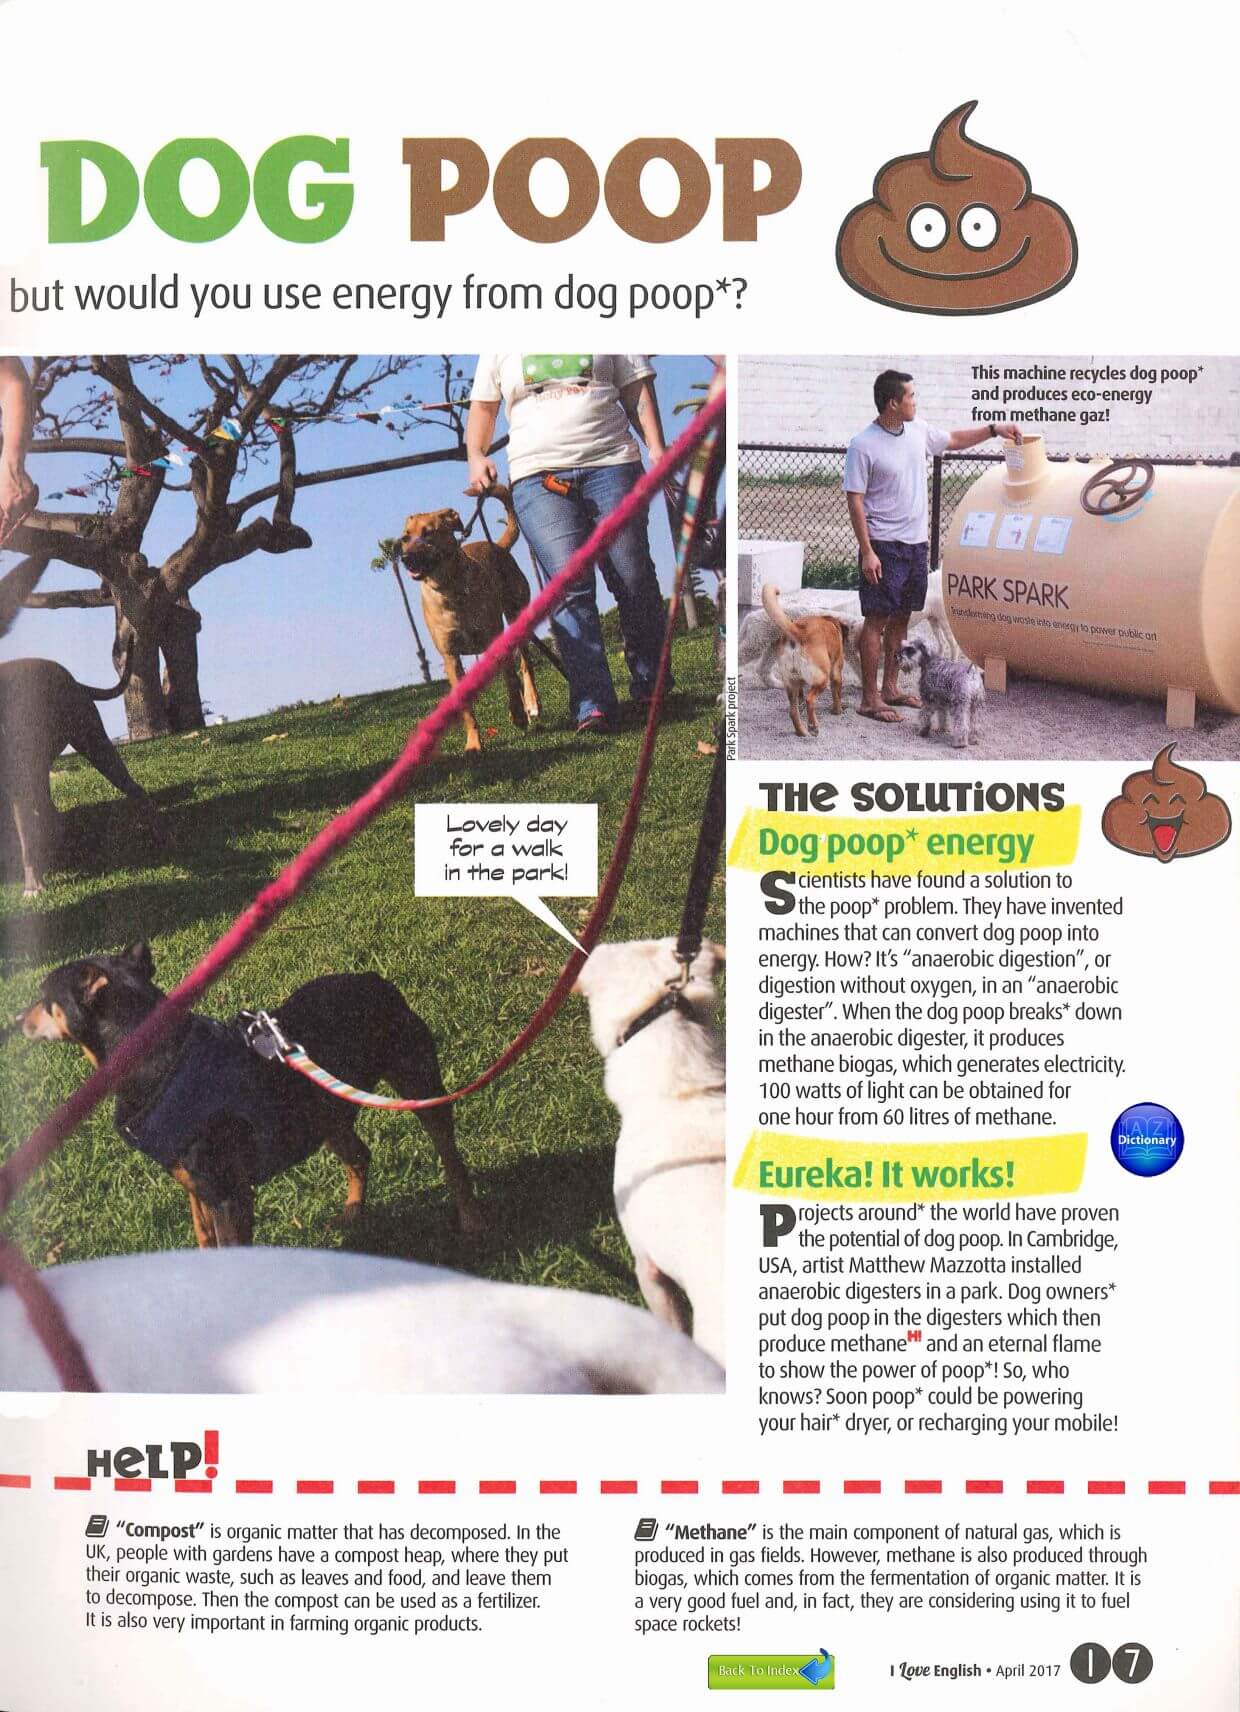 DOG POOP
but would you use energy from dog poop*?
This machine recycles dog poop*
and produces eco-energy
from methane gaz!
PARK SPARK
Transforming dog waste into energy to power public art
Park Spark project
Lovely day
for a walk
in the park!
THE SOLUTIONS
Dog poop* energy
Scientists have found a solution to
the poop* problem. They have invented
machines that can convert dog poop into
energy. How? It's "anaerobic digestion", or
digestion without oxygen, in an "anaerobic
digester". When the dog poop breaks* down
in the anaerobic digester, it produces
methane biogas, which generates electricity.
100 watts of light can be obtained for
one hour from 60 litres of methane.
A Z
Dictionary
Eureka! It works!
Projects around* the world have proven
the potential of dog poop. In Cambridge,
USA, artist Matthew Mazzotta installed
anaerobic digesters in a park. Dog owners*
put dog poop in the digesters which then
produce methane H! and an eternal flame
to show the power of poop*! So, who
knows? Soon poop* could be powering
your hair* dryer, or recharging your mobile!
HELP!
"Compost" is organic matter that has decomposed. In the
UK, people with gardens have a compost heap, where they put
their organic waste, such as leaves and food, and leave them
to decompose. Then the compost can be used as a fertilizer.
It is also very important in farming organic products.
"Methane" is the main component of natural gas, which is
produced in gas fields. However, methane is also produced through
biogas, which comes from the fermentation of organic matter. It is
a very good fuel and, in fact, they are considering using it to fuel
space rockets!
Back To Index
I Love English • April 2017 17